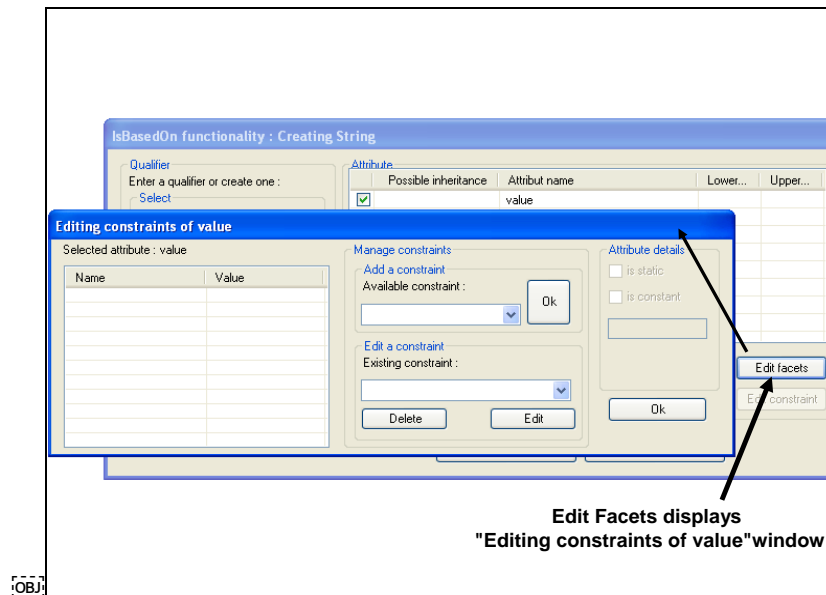 IsBasedOn functionality : Creating String
Qualifier
Enter a qualifier or create one :
Select
Attribute
Possible inheritance Attribut name Lower... Upper...
value
Editing constraints of value
Selected attribute : value
Name Value
Manage constraints
Add a constraint
Available constraint :
Ok
Edit a constraint
Existing constraint :
Delete Edit
Attribute details
is static
is constant
Ok
Edit facets
Edit constraint
Edit Facets displays
"Editing constraints of value"window
OBJ